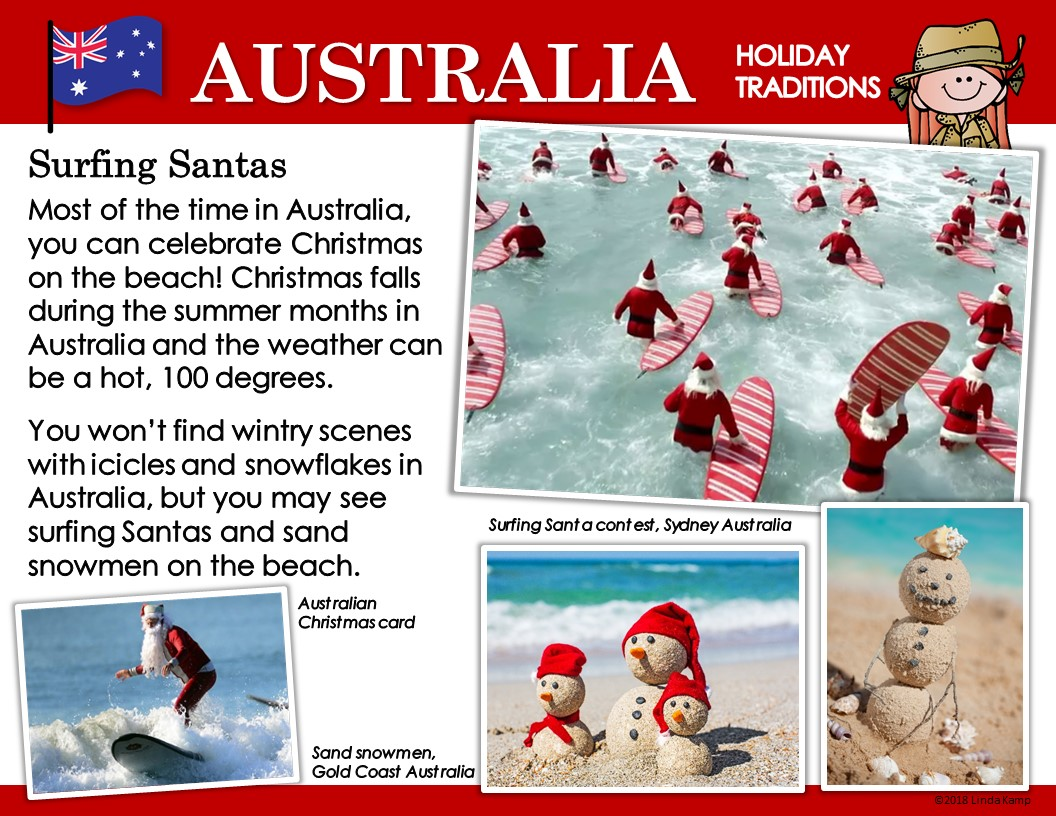 AUSTRALIA
HOLIDAY
TRADITIONS
Surfing Santas
Most of the time in Australia,
you can celebrate Christmas
on the beach! Christmas falls
during the summer months in
Australia and the weather can
be a hot, 100 degrees.
You won't find wintry scenes
with icicles and snowflakes in
Australia, but you may see
surfing Santas and sand
snowmen on the beach.
Surfing Santa contest, Sydney Australia
Australian
Christmas card
Sand snowmen,
Gold Coast Australia
©2018 Linda Kamp